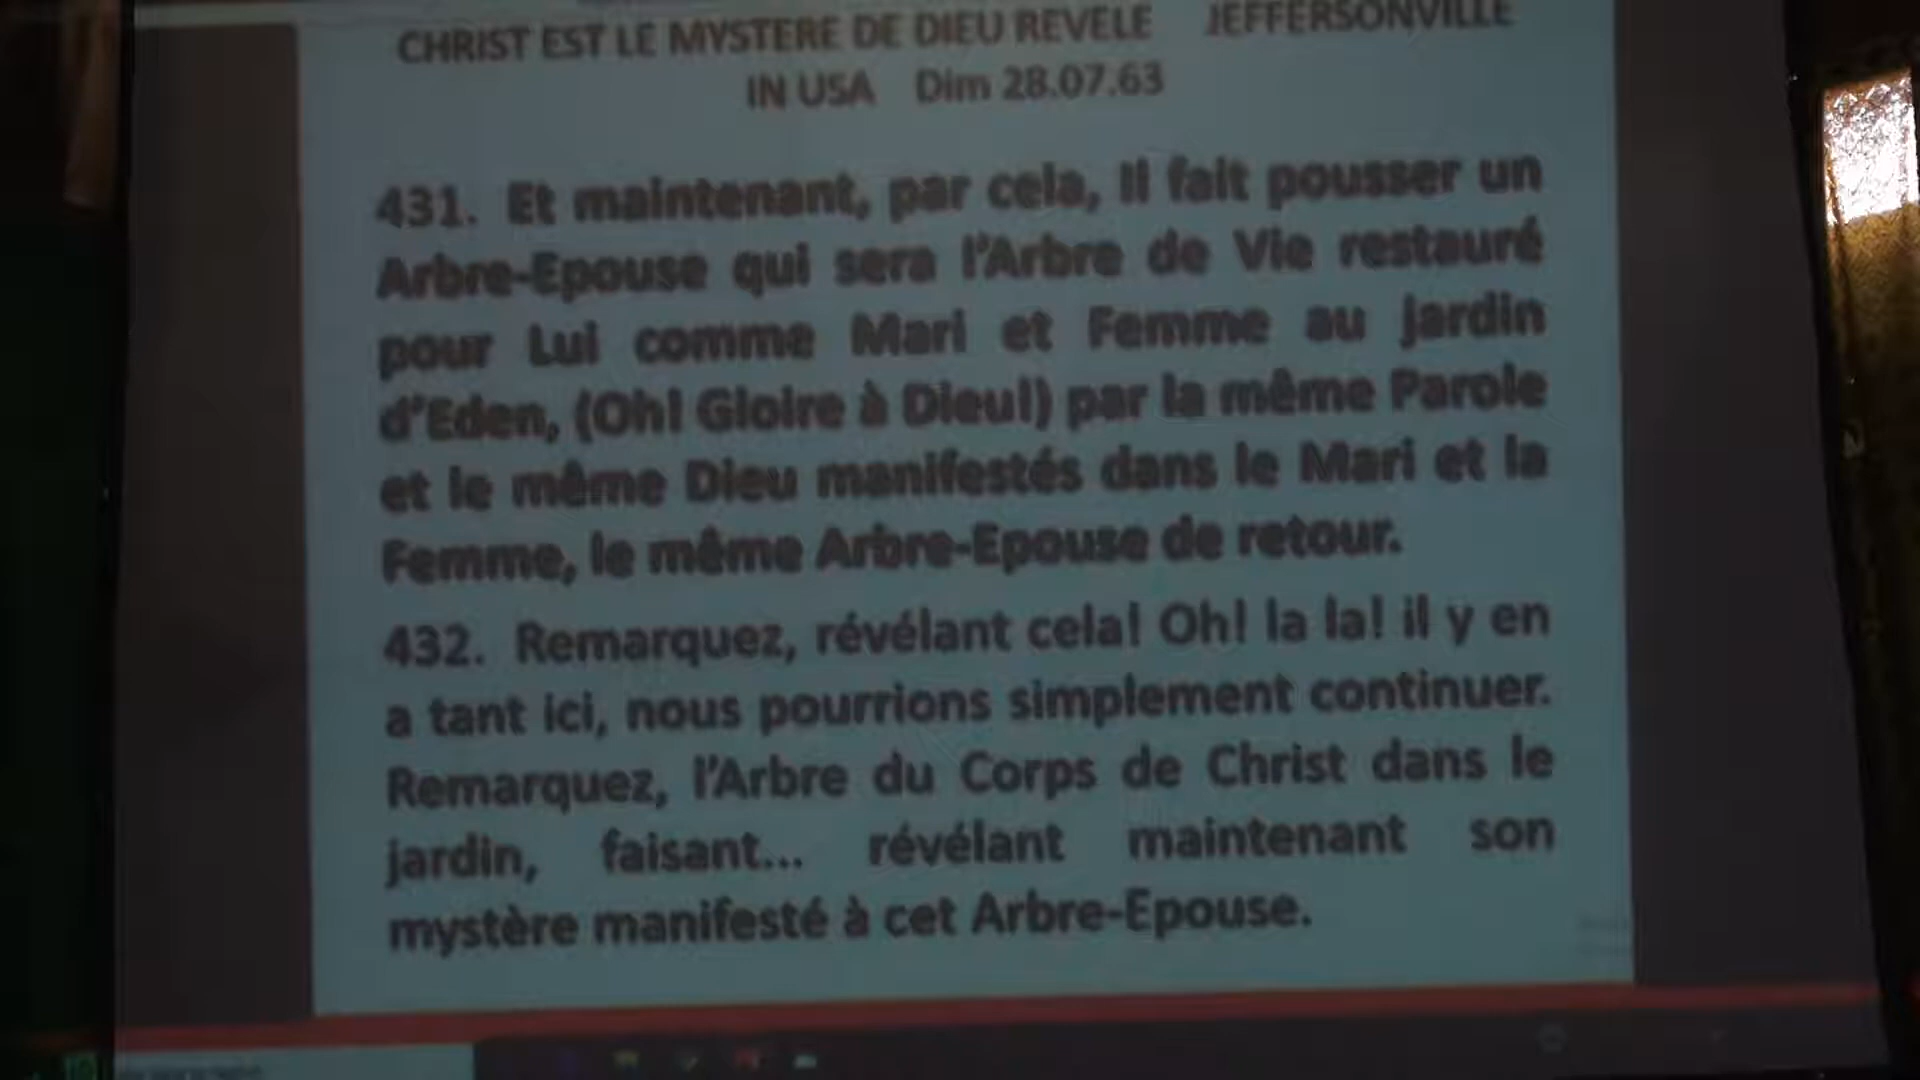 CHRIST EST LE MYSTERE DE DIEU REVELE JEFFERSONVILLE
IN USA Dim 28.07.63
431. Et maintenant, par cela, Il fait pousser un
Arbre-Epouse qui sera l'Arbre de Vie restauré
pour Lui comme Mari et Femme au jardin
d'Eden, (Oh! Gloire à Dieu!) par la même Parole
et le même Dieu manifestés dans le Mari et la
Femme, le même Arbre-Epouse de retour.
432. Remarquez, révélant cela! Oh! la la! il y en
a tant ici, nous pourrions simplement continuer.
Remarquez, l'Arbre du Corps de Christ dans le
jardin, faisant... révélant maintenant son
mystère manifesté à cet Arbre-Epouse.